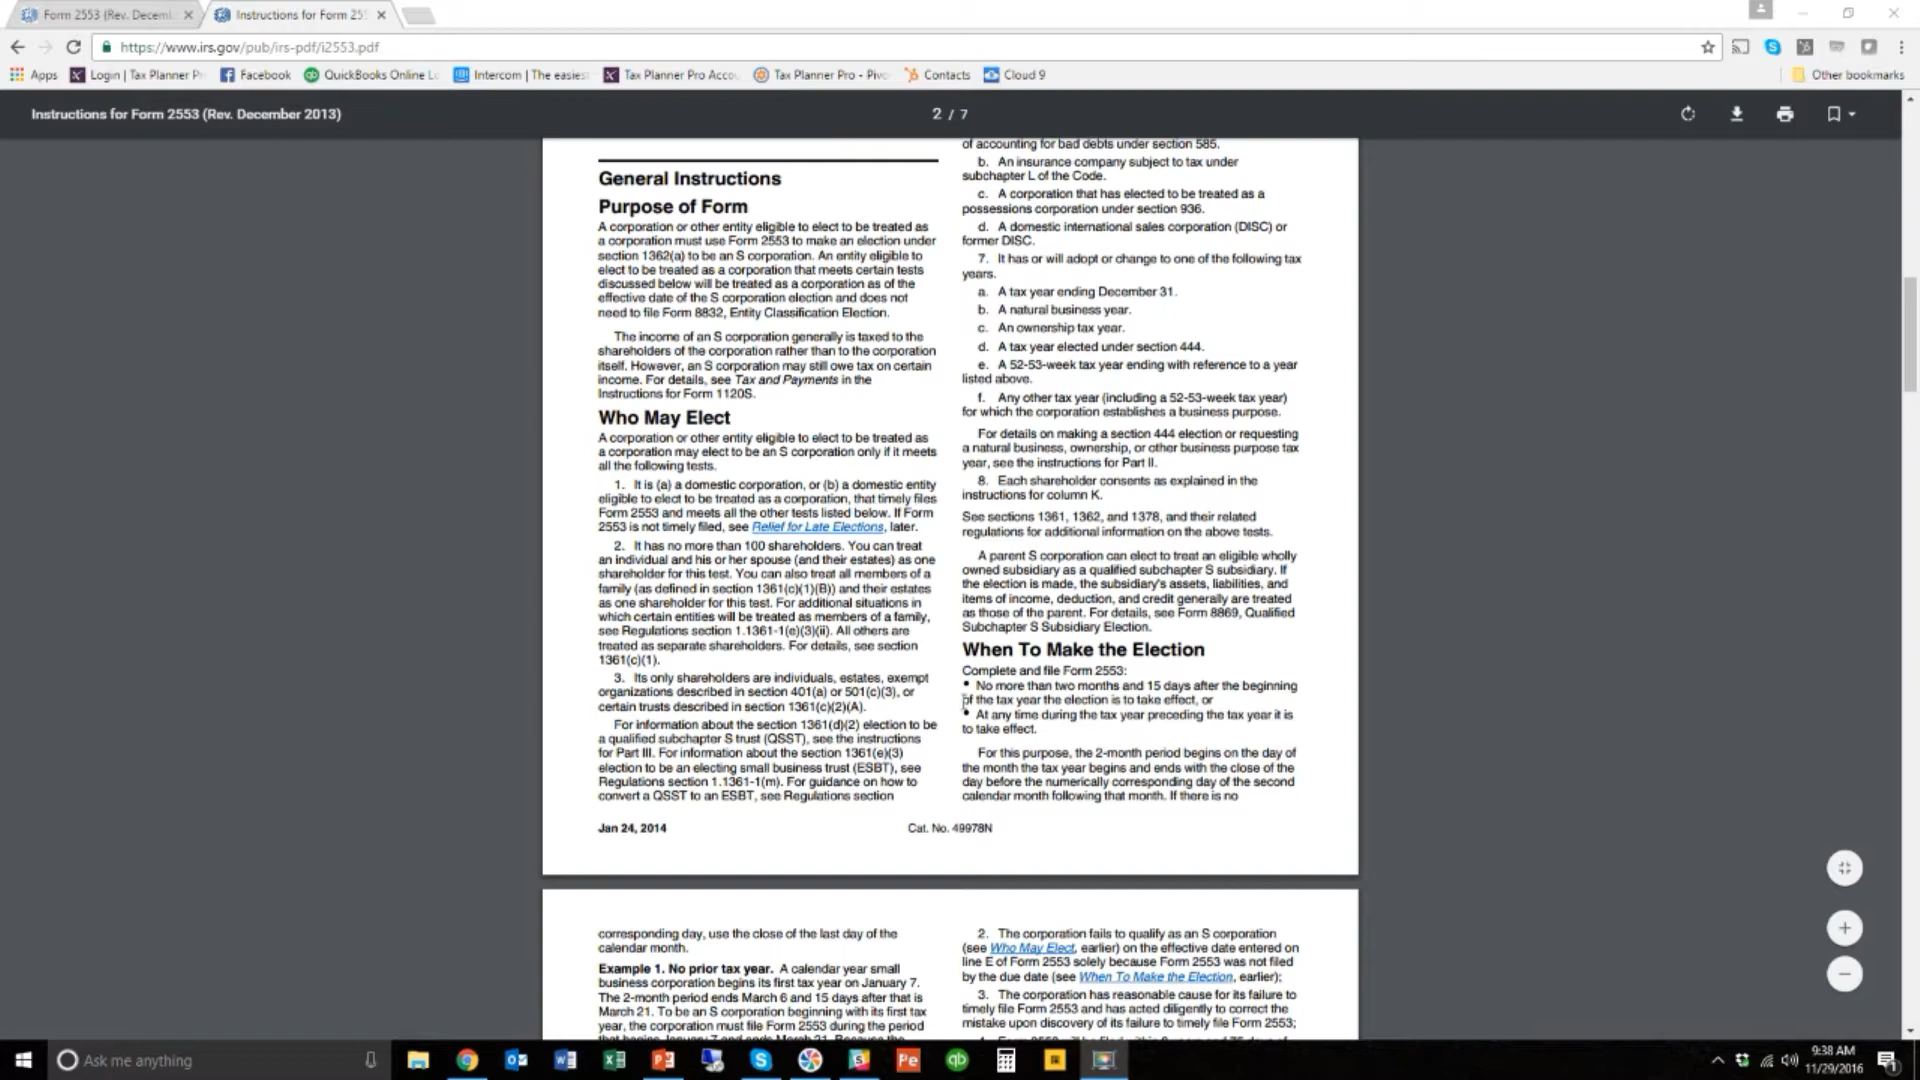 Form 2553 (Rev. Decem
Instructions for Form 25
https://www.irs.gov/pub/irs-pdf/i2553.pdf
Apps
Login | Tax Planner P
Facebook
QuickBooks Online L
Intercom | The easies
Tax Planner Pro Acco
Tax Planner Pro - Piv
Contacts
Cloud 9
Other bookmarks
Instructions for Form 2553 (Rev. December 2013)
2 / 7
General Instructions
Purpose of Form
A corporation or other entity eligible to elect to be treated as
a corporation must use Form 2553 to make an election under
section 1362(a) to be an S corporation. An entity eligible to
elect to be treated as a corporation that meets certain tests
discussed below will be treated as a corporation as of the
effective date of the S corporation election and does not
need to file Form 8832, Entity Classification Election.
The income of an S corporation generally is taxed to the
shareholders of the corporation rather than to the corporation
itself. However, an S corporation may still owe tax on certain
income. For details, see Tax and Payments in the
Instructions for Form 1120S.
Who May Elect
A corporation or other entity eligible to elect to be treated as
a corporation may elect to be an S corporation only if it meets
all the following tests.
1. It is (a) a domestic corporation, or (b) a domestic entity
eligible to elect to be treated as a corporation, that timely files
Form 2553 and meets all the other tests listed below. If Form
2553 is not timely filed, see Relief for Late Elections, later.
2. It has no more than 100 shareholders. You can treat
an individual and his or her spouse (and their estates) as one
shareholder for this test. You can also treat all members of a
family (as defined in section 1361(c)(1)(B)) and their estates
as one shareholder for this test. For additional situations in
which certain entities will be treated as members of a family,
see Regulations section 1.1361-1(e)(3)(ii). All others are
treated as separate shareholders. For details, see section
1361(c)(1).
3. Its only shareholders are individuals, estates, exempt
organizations described in section 401(a) or 501(c)(3), or
certain trusts described in section 1361(c)(2)(A).
For information about the section 1361(d)(2) election to be
a qualified subchapter S trust (QSST), see the instructions
for Part III. For information about the section 1361(e)(3)
election to be an electing small business trust (ESBT), see
Regulations section 1.1361-1(m). For guidance on how to
convert a QSST to an ESBT, see Regulations section
of accounting for bad debts under section 585.
b. An insurance company subject to tax under
subchapter L of the Code.
c. A corporation that has elected to be treated as a
possessions corporation under section 936.
d. A domestic international sales corporation (DISC) or
former DISC.
7. It has or will adopt or change to one of the following tax
years.
a. A tax year ending December 31.
b. A natural business year.
c. An ownership tax year.
d. A tax year elected under section 444.
e. A 52-53-week tax year ending with reference to a year
listed above.
f. Any other tax year (including a 52-53-week tax year)
for which the corporation establishes a business purpose.
For details on making a section 444 election or requesting
a natural business, ownership, or other business purpose tax
year, see the instructions for Part II.
8. Each shareholder consents as explained in the
instructions for column K.
See sections 1361, 1362, and 1378, and their related
regulations for additional information on the above tests.
A parent S corporation can elect to treat an eligible wholly
owned subsidiary as a qualified subchapter S subsidiary. If
the election is made, the subsidiary's assets, liabilities, and
items of income, deduction, and credit generally are treated
as those of the parent. For details, see Form 8869, Qualified
Subchapter S Subsidiary Election.
When To Make the Election
Complete and file Form 2553:
• No more than two months and 15 days after the beginning
of the tax year the election is to take effect, or
• At any time during the tax year preceding the tax year it is
to take effect.
For this purpose, the 2-month period begins on the day of
the month the tax year begins and ends with the close of the
day before the numerically corresponding day of the second
calendar month following that month. If there is no
Jan 24, 2014
Cat. No. 49978N
corresponding day, use the close of the last day of the
calendar month.
Example 1. No prior tax year. A calendar year small
business corporation begins its first tax year on January 7.
The 2-month period ends March 6 and 15 days after that is
March 21. To be an S corporation beginning with its first tax
year, the corporation must file Form 2553 during the period
that begins January 7 and ends March 21. Because the
2. The corporation fails to qualify as an S corporation
(see Who May Elect, earlier) on the effective date entered on
line E of Form 2553 solely because Form 2553 was not filed
by the due date (see When To Make the Election, earlier);
3. The corporation has reasonable cause for its failure to
timely file Form 2553 and has acted diligently to correct the
mistake upon discovery of its failure to timely file Form 2553;
Ask me anything
9:38 AM
11/29/2016